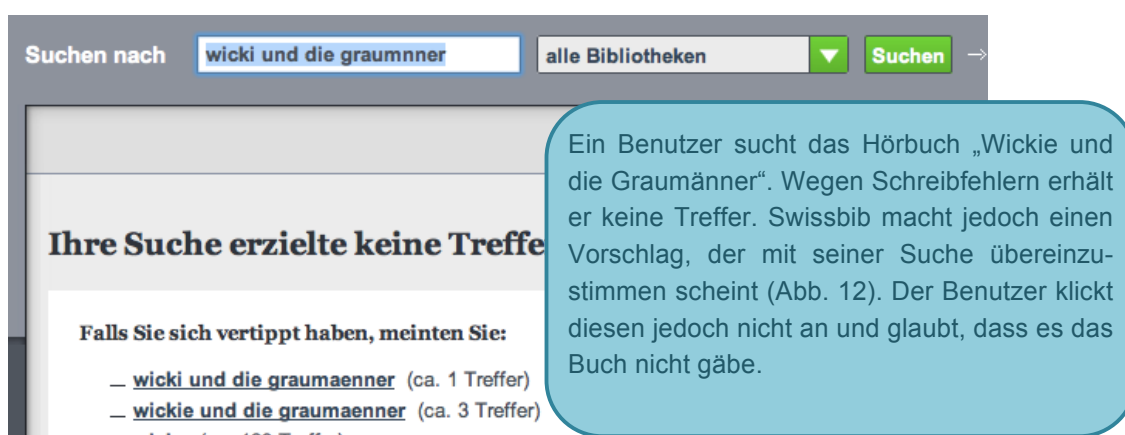 Suchen nach wicki und die graumnner alle Bibliotheken Suchen →
Ihre Suche erzielte keine Treffe
Falls Sie sich vertippt haben, meinten Sie:
_ wicki und die graumaenner (ca. 1 Treffer)
_ wickie und die graumaenner (ca. 3 Treffer)
Ein Benutzer sucht das Hörbuch „Wickie und
die Graumänner“. Wegen Schreibfehlern erhält
er keine Treffer. Swissbib macht jedoch einen
Vorschlag, der mit seiner Suche übereinzu-
stimmen scheint (Abb. 12). Der Benutzer klickt
diesen jedoch nicht an und glaubt, dass es das
Buch nicht gäbe.